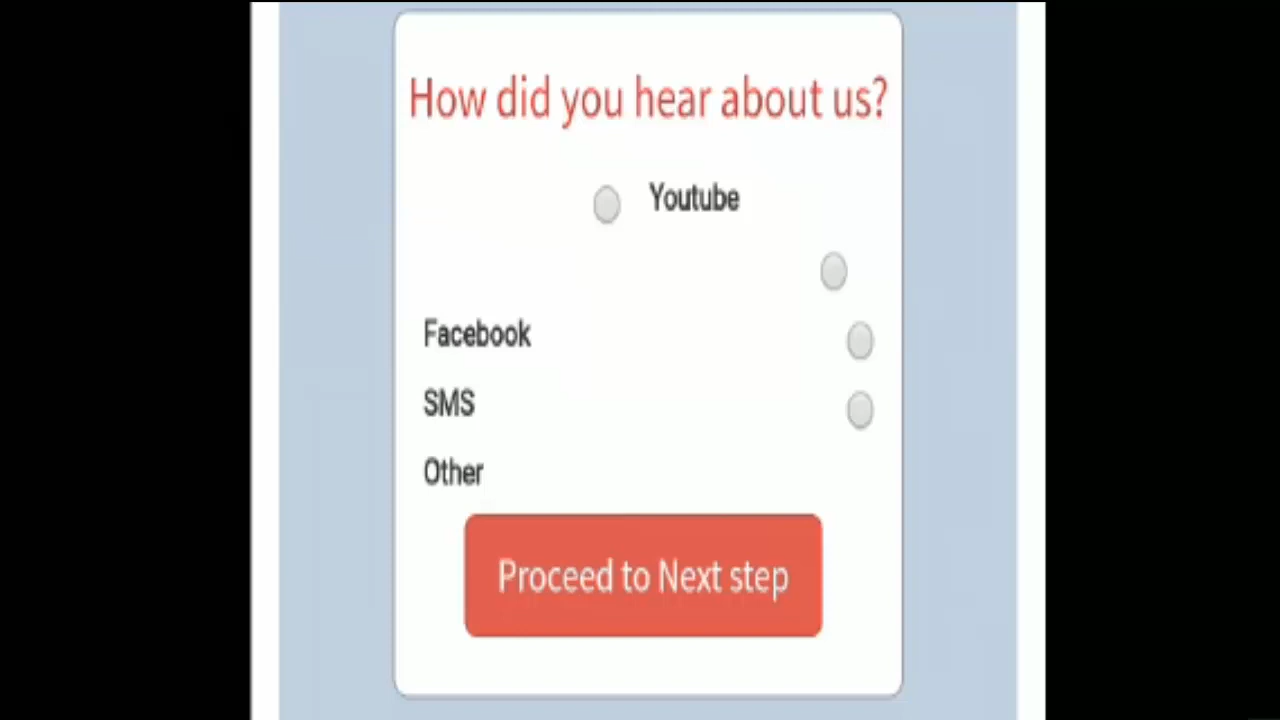 How did you hear about us?
Youtube
Facebook
SMS
Other
Proceed to Next step